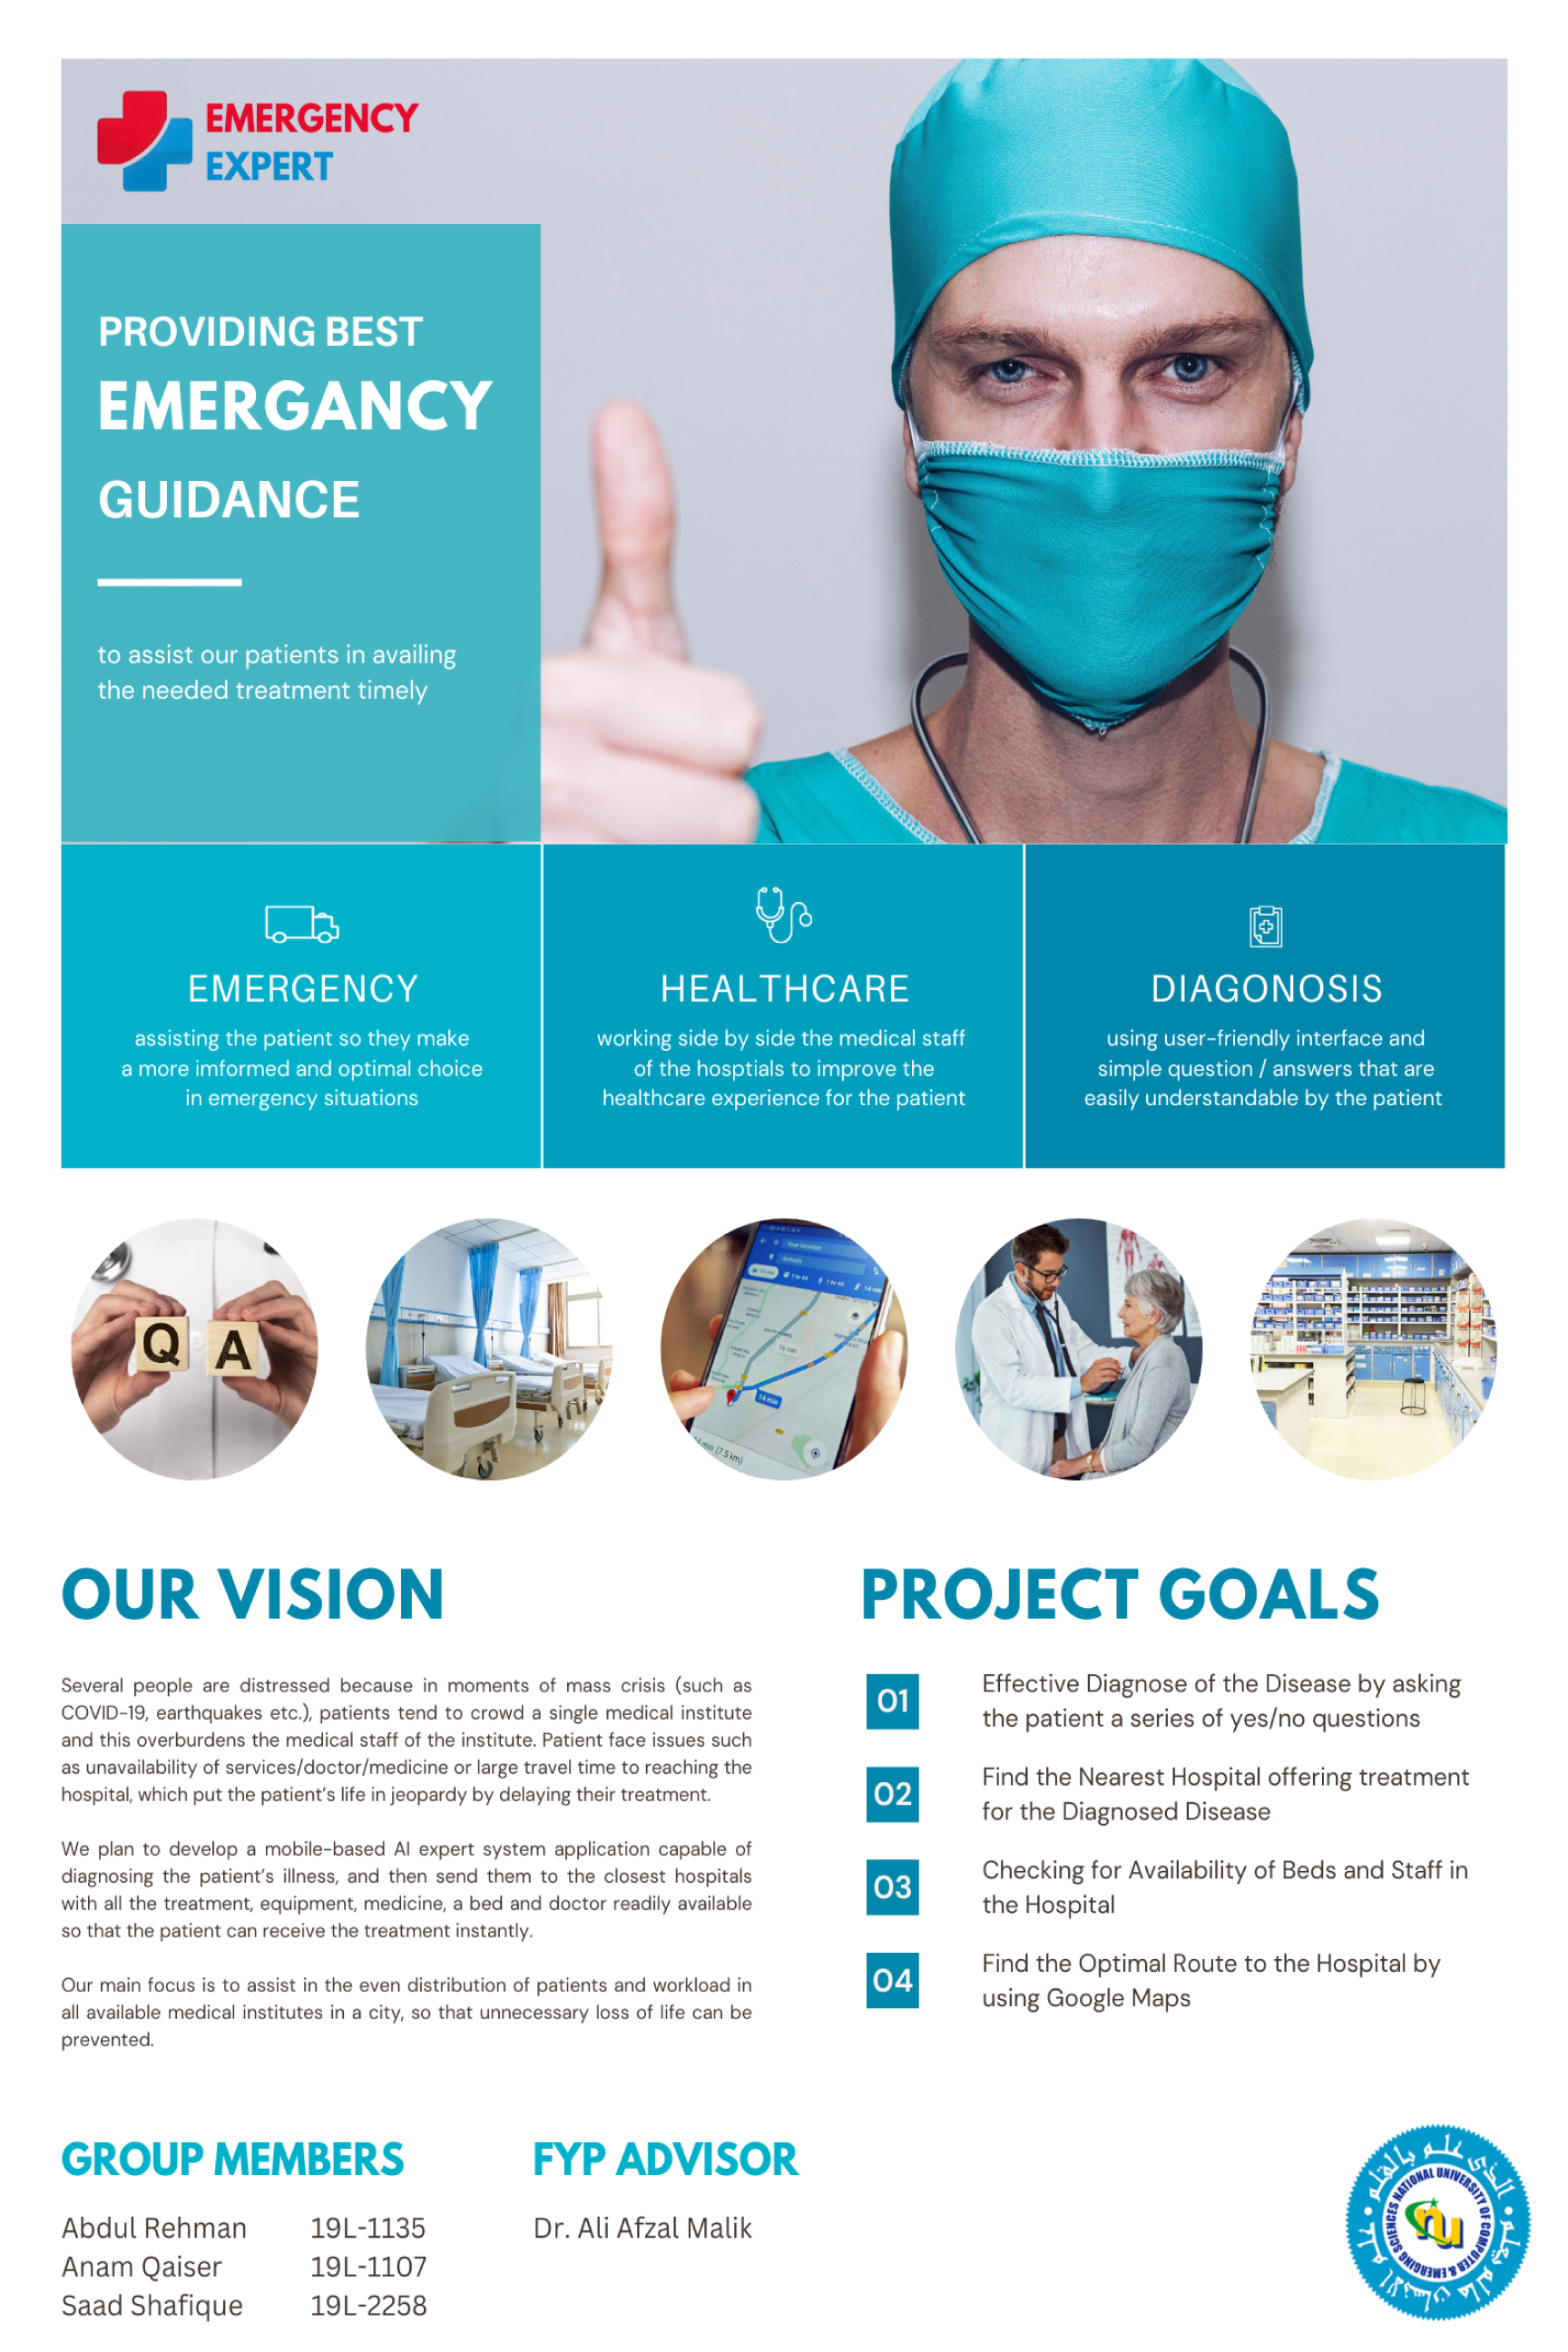 EMERGENCY
EXPERT
PROVIDING BEST
EMERGANCY
GUIDANCE
to assist our patients in availing
the needed treatment timely
EMERGENCY
assisting the patient so they make
a more imformed and optimal choice
in emergency situations
HEALTHCARE
working side by side the medical staff
of the hosptials to improve the
healthcare experience for the patient
DIAGONOSIS
using user-friendly interface and
simple question / answers that are
easily understandable by the patient
Q A
Your location
16 min
14 min
(7.5 km)
OUR VISION
Several people are distressed because in moments of mass crisis (such as
COVID-19, earthquakes etc.), patients tend to crowd a single medical institute
and this overburdens the medical staff of the institute. Patient face issues such
as unavailability of services/doctor/medicine or large travel time to reaching the
hospital, which put the patient's life in jeopardy by delaying their treatment.
We plan to develop a mobile-based AI expert system application capable of
diagnosing the patient's illness, and then send them to the closest hospitals
with all the treatment, equipment, medicine, a bed and doctor readily available
so that the patient can receive the treatment instantly.
Our main focus is to assist in the even distribution of patients and workload in
all available medical institutes in a city, so that unnecessary loss of life can be
prevented.
PROJECT GOALS
01 Effective Diagnose of the Disease by asking
the patient a series of yes/no questions
02 Find the Nearest Hospital offering treatment
for the Diagnosed Disease
03 Checking for Availability of Beds and Staff in
the Hospital
04 Find the Optimal Route to the Hospital by
using Google Maps
GROUP MEMBERS
Abdul Rehman 19L-1135
Anam Qaiser 19L-1107
Saad Shafique 19L-2258
FYP ADVISOR
Dr. Ali Afzal Malik
NATIONAL UNIVERSITY OF COMPUTER & EMERGING SCIENCES
nu